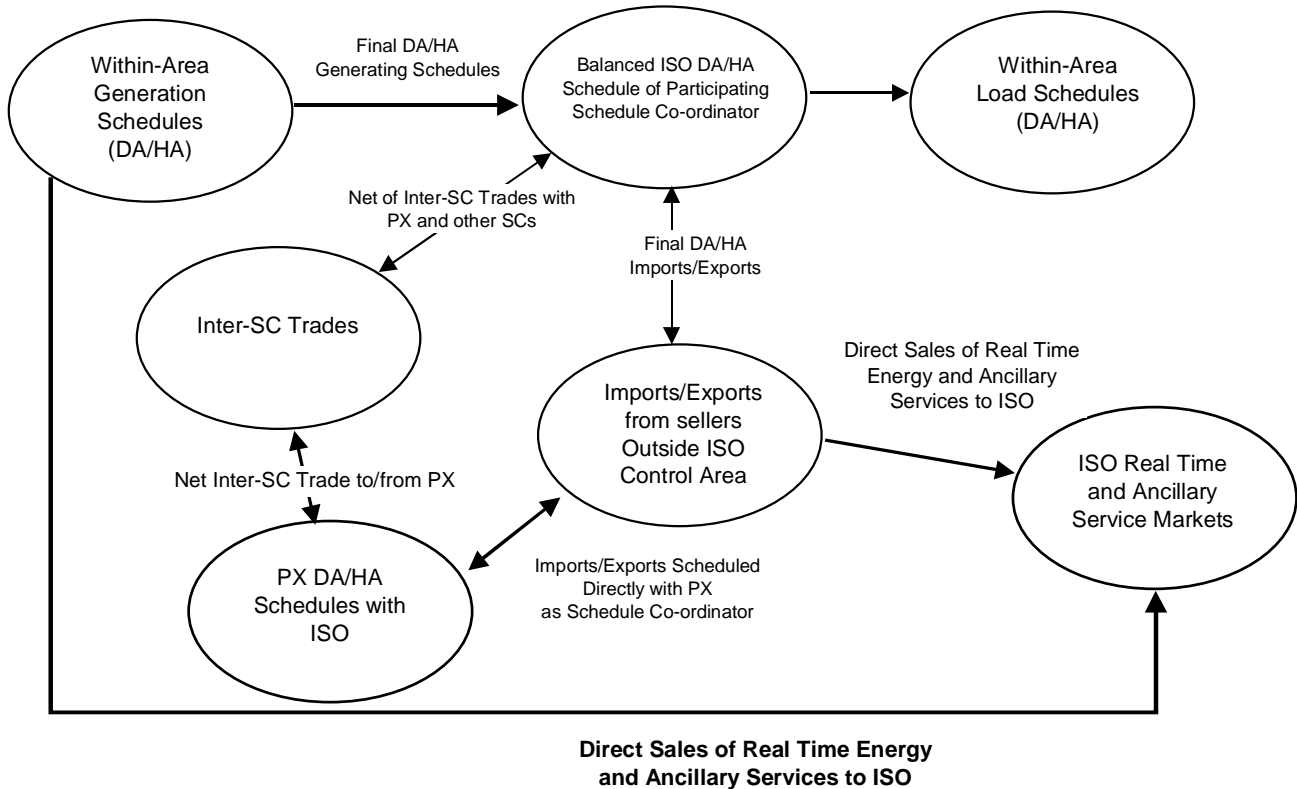 Within-Area
Generation
Schedules
(DA/HA)
Final DA/HA
Generating Schedules
Balanced ISO DA/HA
Schedule of Participating
Schedule Co-ordinator
Within-Area
Load Schedules
(DA/HA)
Net of Inter-SC Trades with
PX and other SCs
Final DA/HA
Imports/Exports
Inter-SC Trades
Direct Sales of Real Time
Energy and Ancillary
Services to ISO
Imports/Exports
from sellers
Outside ISO
Control Area
ISO Real Time
and Ancillary
Service Markets
Net Inter-SC Trade to/from PX
PX DA/HA
Schedules with
ISO
Imports/Exports Scheduled
Directly with PX
as Schedule Co-ordinator
Direct Sales of Real Time Energy
and Ancillary Services to ISO